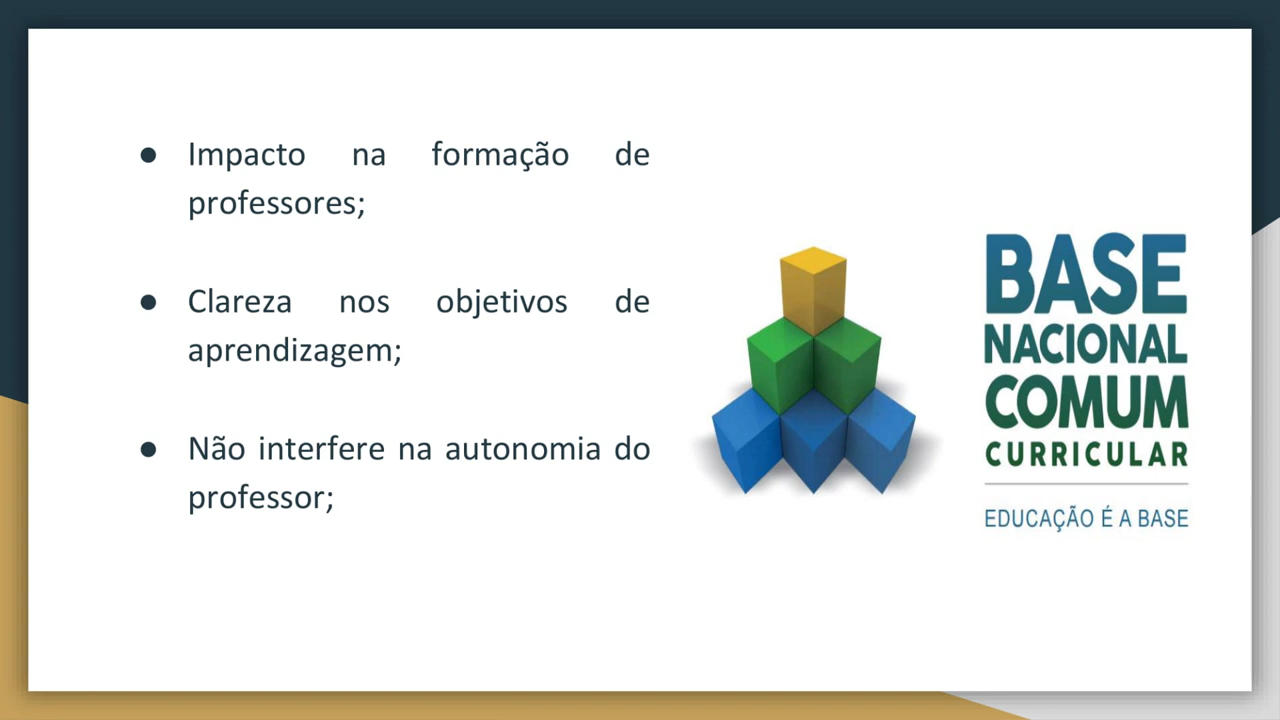 ● Impacto na formação de
professores;
● Clareza nos objetivos de
aprendizagem;
● Não interfere na autonomia do
professor;
BASE
NACIONAL
COMUM
CURRICULAR
EDUCAÇÃO É A BASE